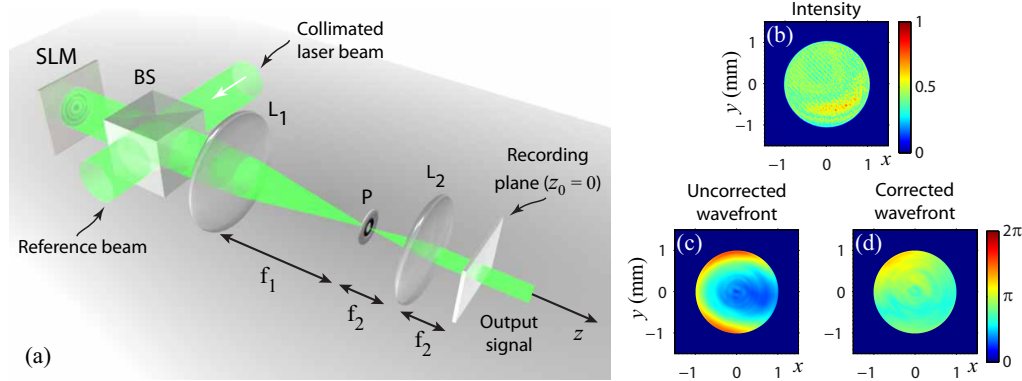 Collimated
laser beam
SLM
BS
L1
Recording
plane (z0 = 0)
L2
P
Reference beam
f1
f2
f2
Output
signal
z
(a)
Intensity
(b)
1
0.5
0
y (mm)
1
0
−1
−1 0 1 x
Uncorrected
wavefront
(c)
y (mm)
1
0
−1
−1 0 1 x
Corrected
wavefront
(d)
1
0
−1
−1 0 1 x
2π
π
0